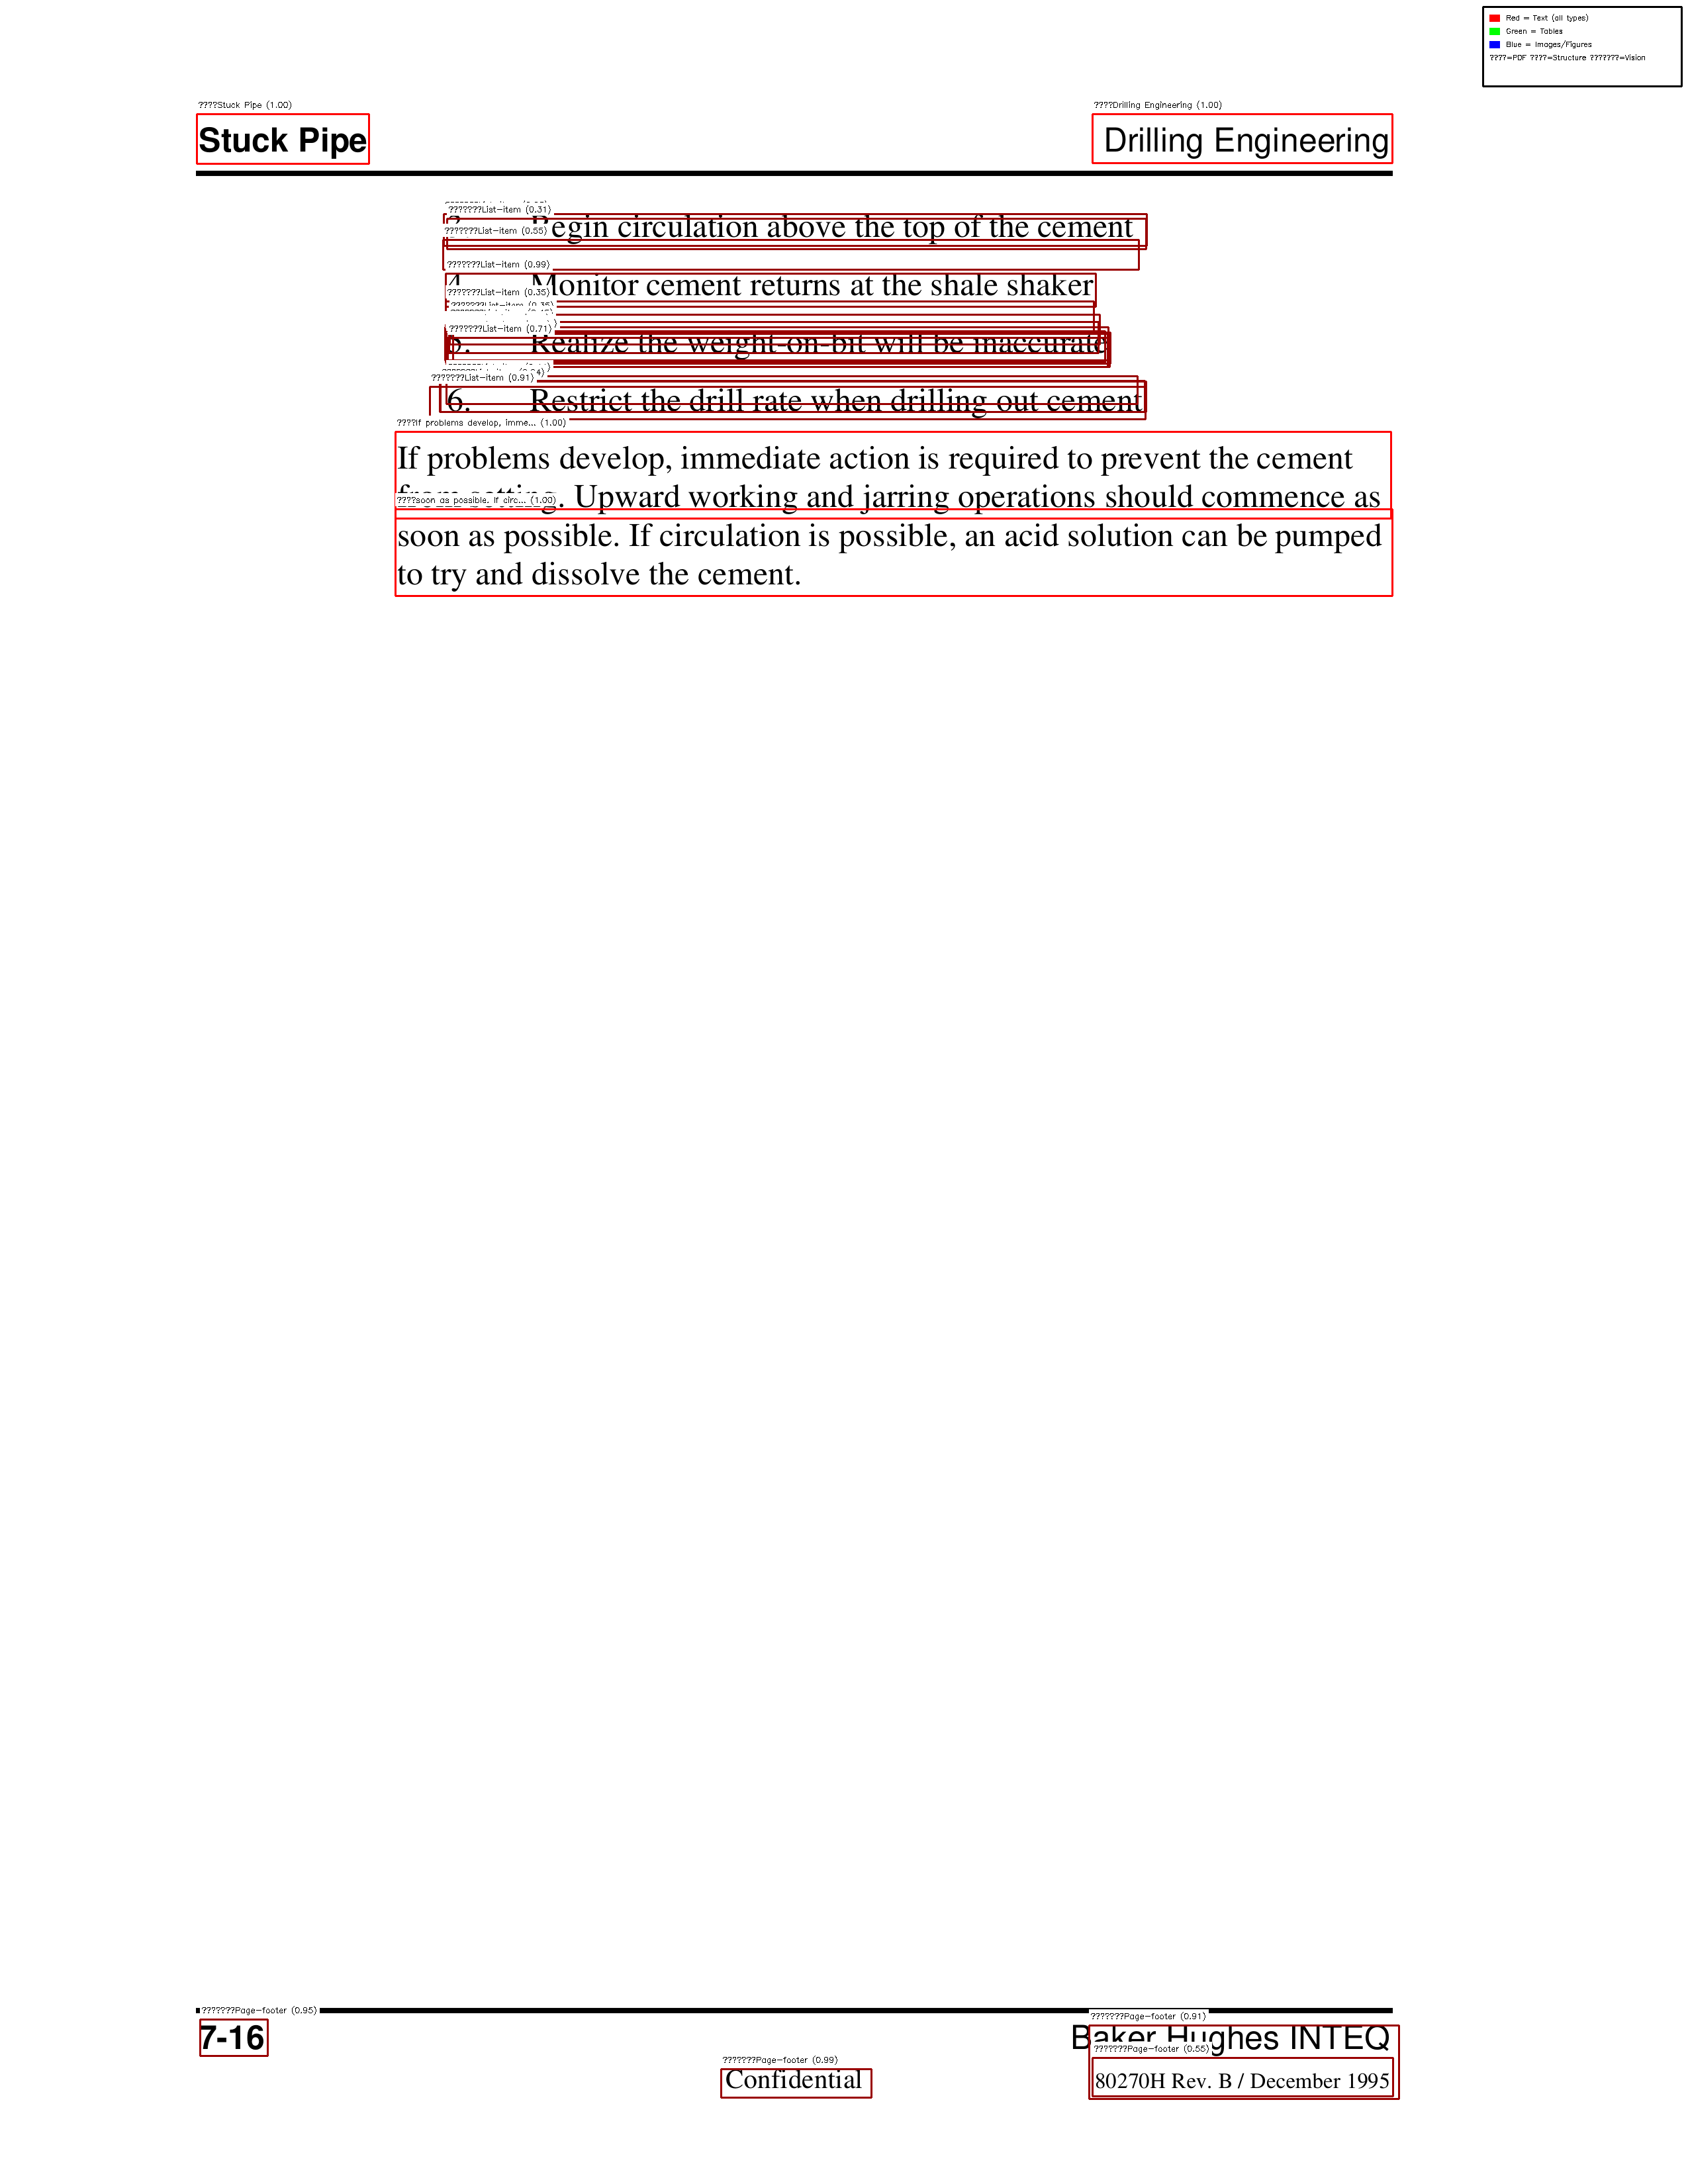 Red = Text (all types)
Green = Tables
Blue = Images/Figures
????=PDF ????=Structure ???????=Vision
????Stuck Pipe (1.00)
????Drilling Engineering (1.00)
Stuck Pipe
Drilling Engineering
???????List-item (0.31)
Begin circulation above the top of the cement
???????List-item (0.55)
???????List-item (0.99)
4. Monitor cement returns at the shale shaker
???????List-item (0.35)
???????List-item (0.35)
???????List-item (0.71)
5. Realize the weight-on-bit will be inaccurate
???????List-item (0.91)
6. Restrict the drill rate when drilling out cement
????If problems develop, imme... (1.00)
If problems develop, immediate action is required to prevent the cement
from setting. Upward working and jarring operations should commence as
????soon as possible. If circ... (1.00)
soon as possible. If circulation is possible, an acid solution can be pumped
to try and dissolve the cement.
???????Page-footer (0.95)
???????Page-footer (0.91)
7-16
Baker Hughes INTEQ
???????Page-footer (0.55)
???????Page-footer (0.99)
Confidential
80270H Rev. B / December 1995